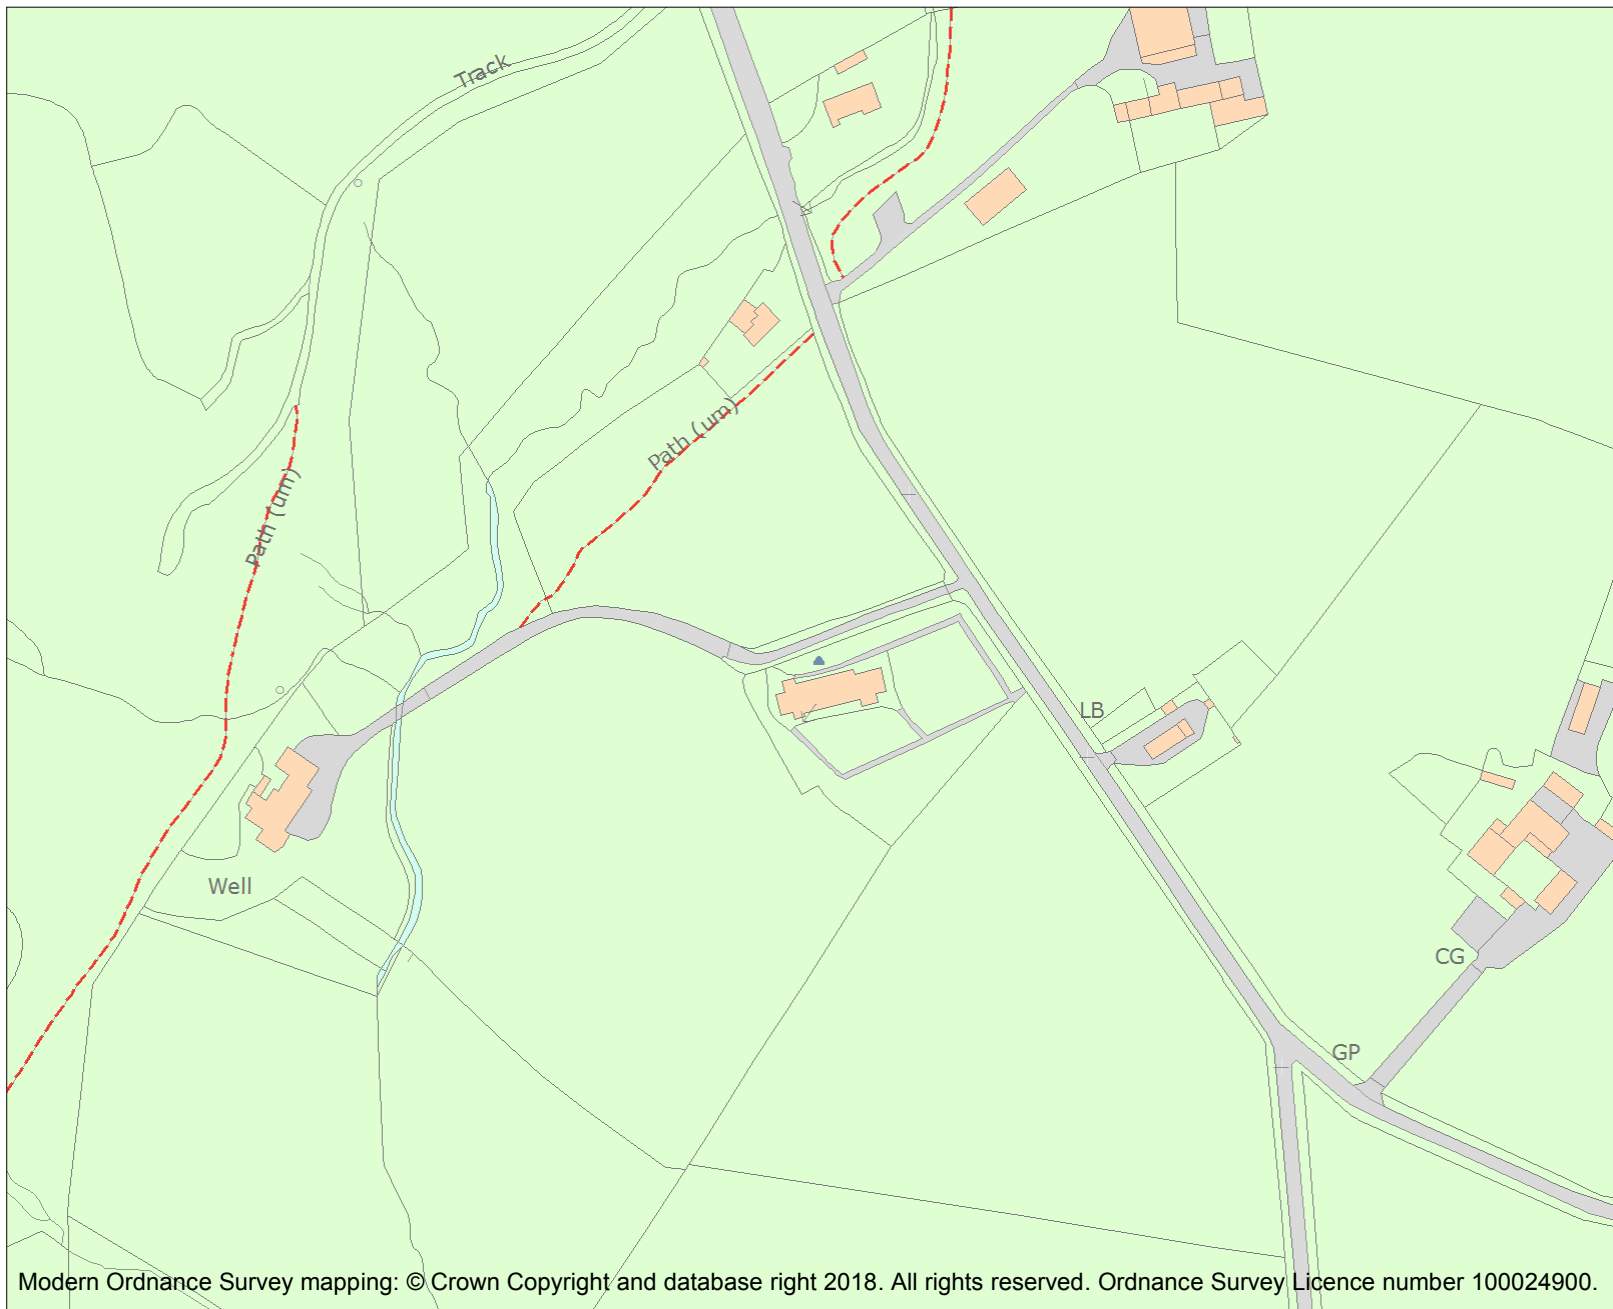 Track
Path (um)
Path (um)
LB
Well
CG
GP
Modern Ordnance Survey mapping: © Crown Copyright and database right 2018. All rights reserved. Ordnance Survey Licence number 100024900.